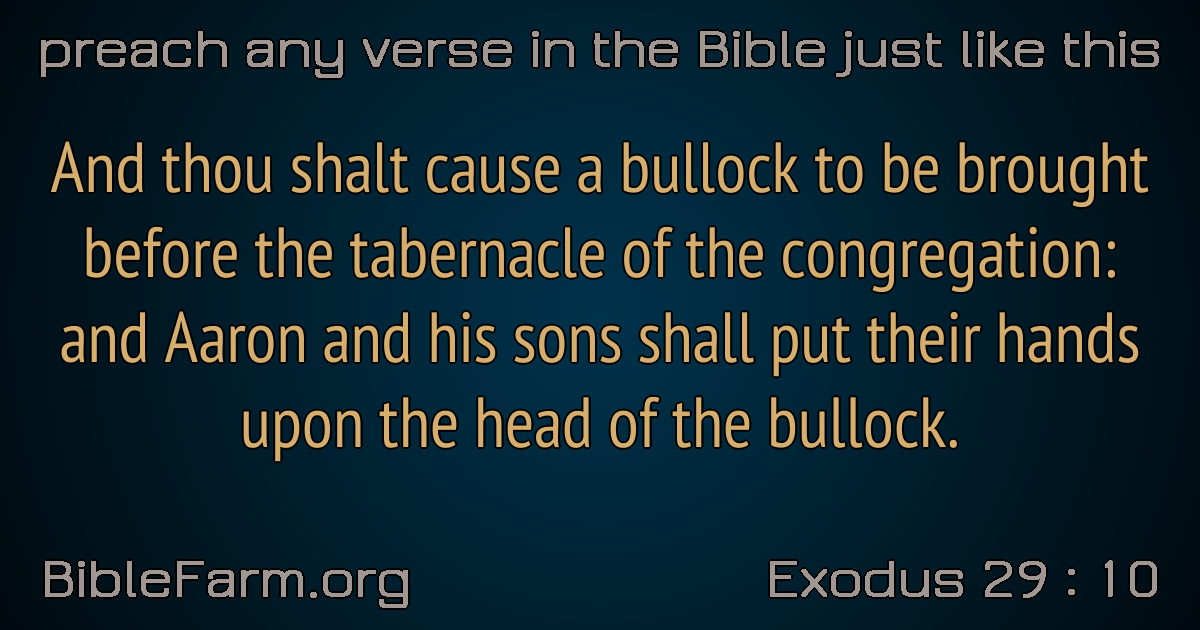 preach any verse in the Bible just like this
And thou shalt cause a bullock to be brought
before the tabernacle of the congregation:
and Aaron and his sons shall put their hands
upon the head of the bullock.
BibleFarm.org
Exodus 29 : 10